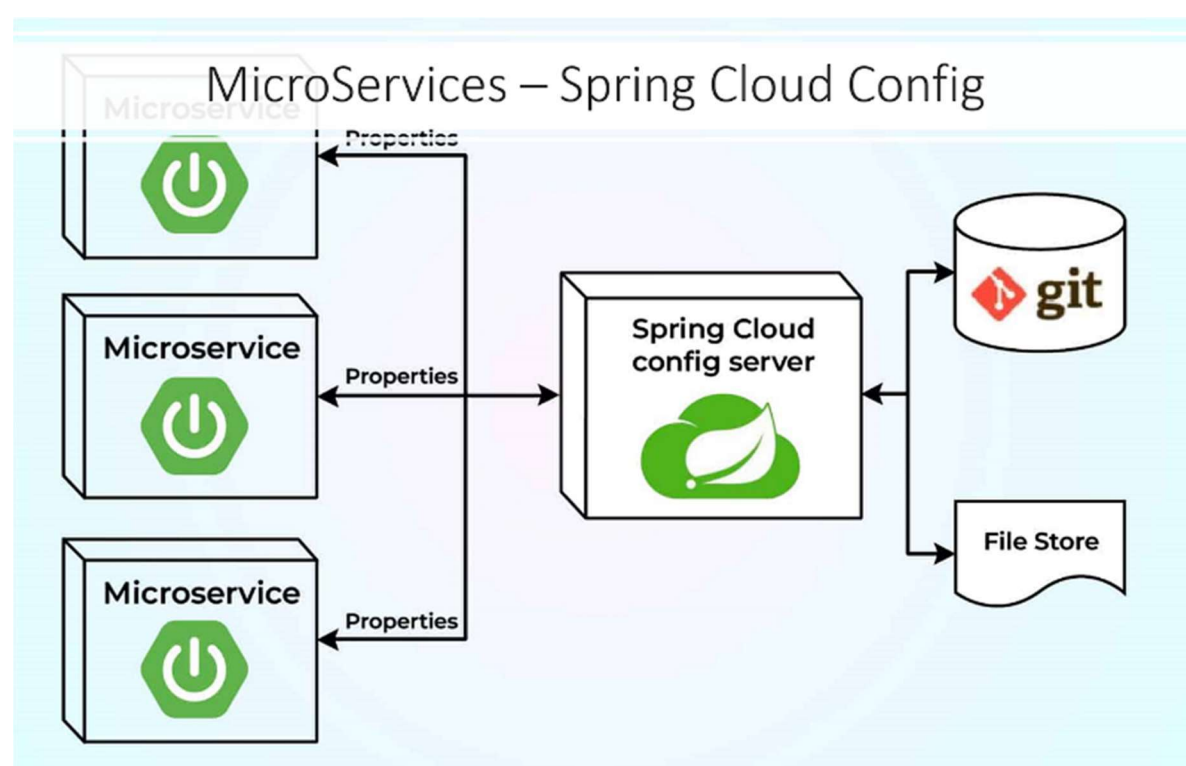 MicroServices – Spring Cloud Config
Microservice
Properties
Microservice
Properties
Spring Cloud
config server
git
File Store
Microservice
Properties